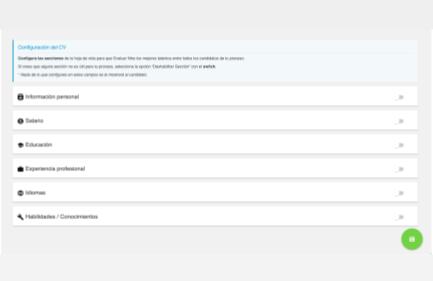 Configuración del CV
Configura las secciones de la hoja de vida para que Evaluar filtre los mejores talentos entre todos los candidatos de tu proceso.
Si crees que alguna sección no es útil para tu proceso, selecciona la opción "Deshabilitar Sección" con el switch.
* Nada de lo que configures en estos campos se le mostrará al candidato.
Información personal
Salario
Educación
Experiencia profesional
Idiomas
Habilidades / Conocimientos